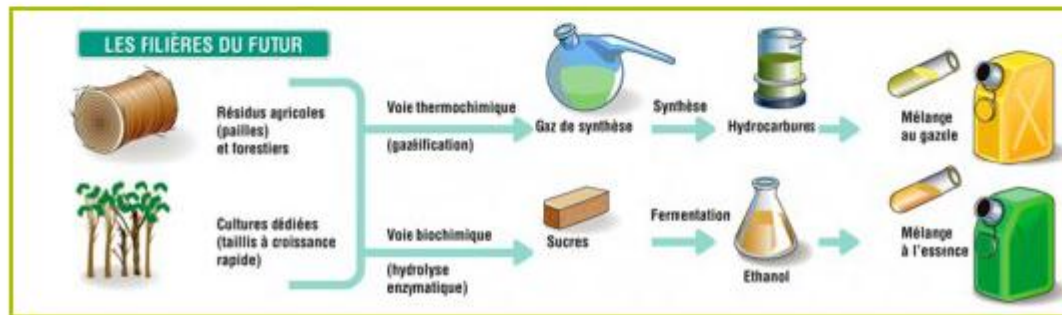 LES FILIÈRES DU FUTUR
Résidus agricoles
(pailles)
et forestiers
Voie thermochimique
(gazéification)
Gaz de synthèse
Synthèse
Hydrocarbures
Mélange
au gazole
Cultures dédiées
(taillis à croissance
rapide)
Voie biochimique
(hydrolyse
enzymatique)
Sucres
Fermentation
Ethanol
Mélange
à l'essence